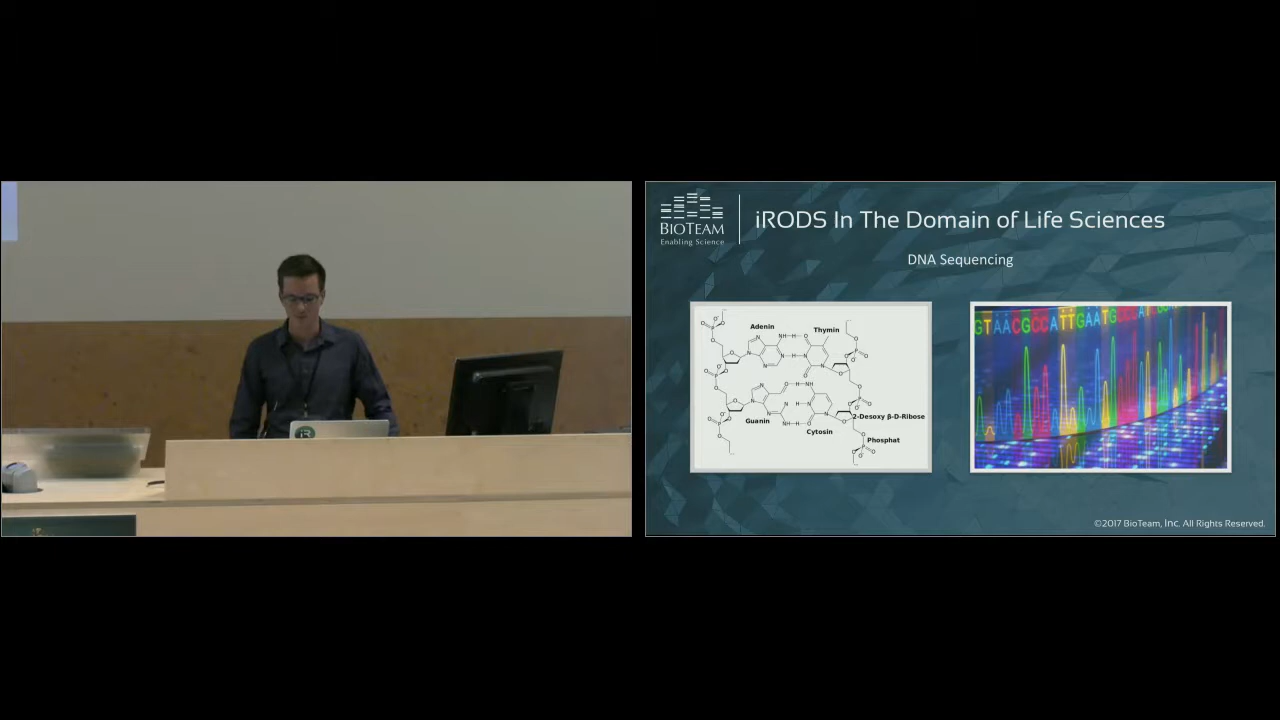 BIOTEAM
Enabling Science
iRODS In The Domain of Life Sciences
DNA Sequencing
Adenin
Thymin
Guanin
Cytosin
2-Desoxy β-D-Ribose
Phosphat
GTAACGCCATTGAATG
©2017 BioTeam, Inc. All Rights Reserved.